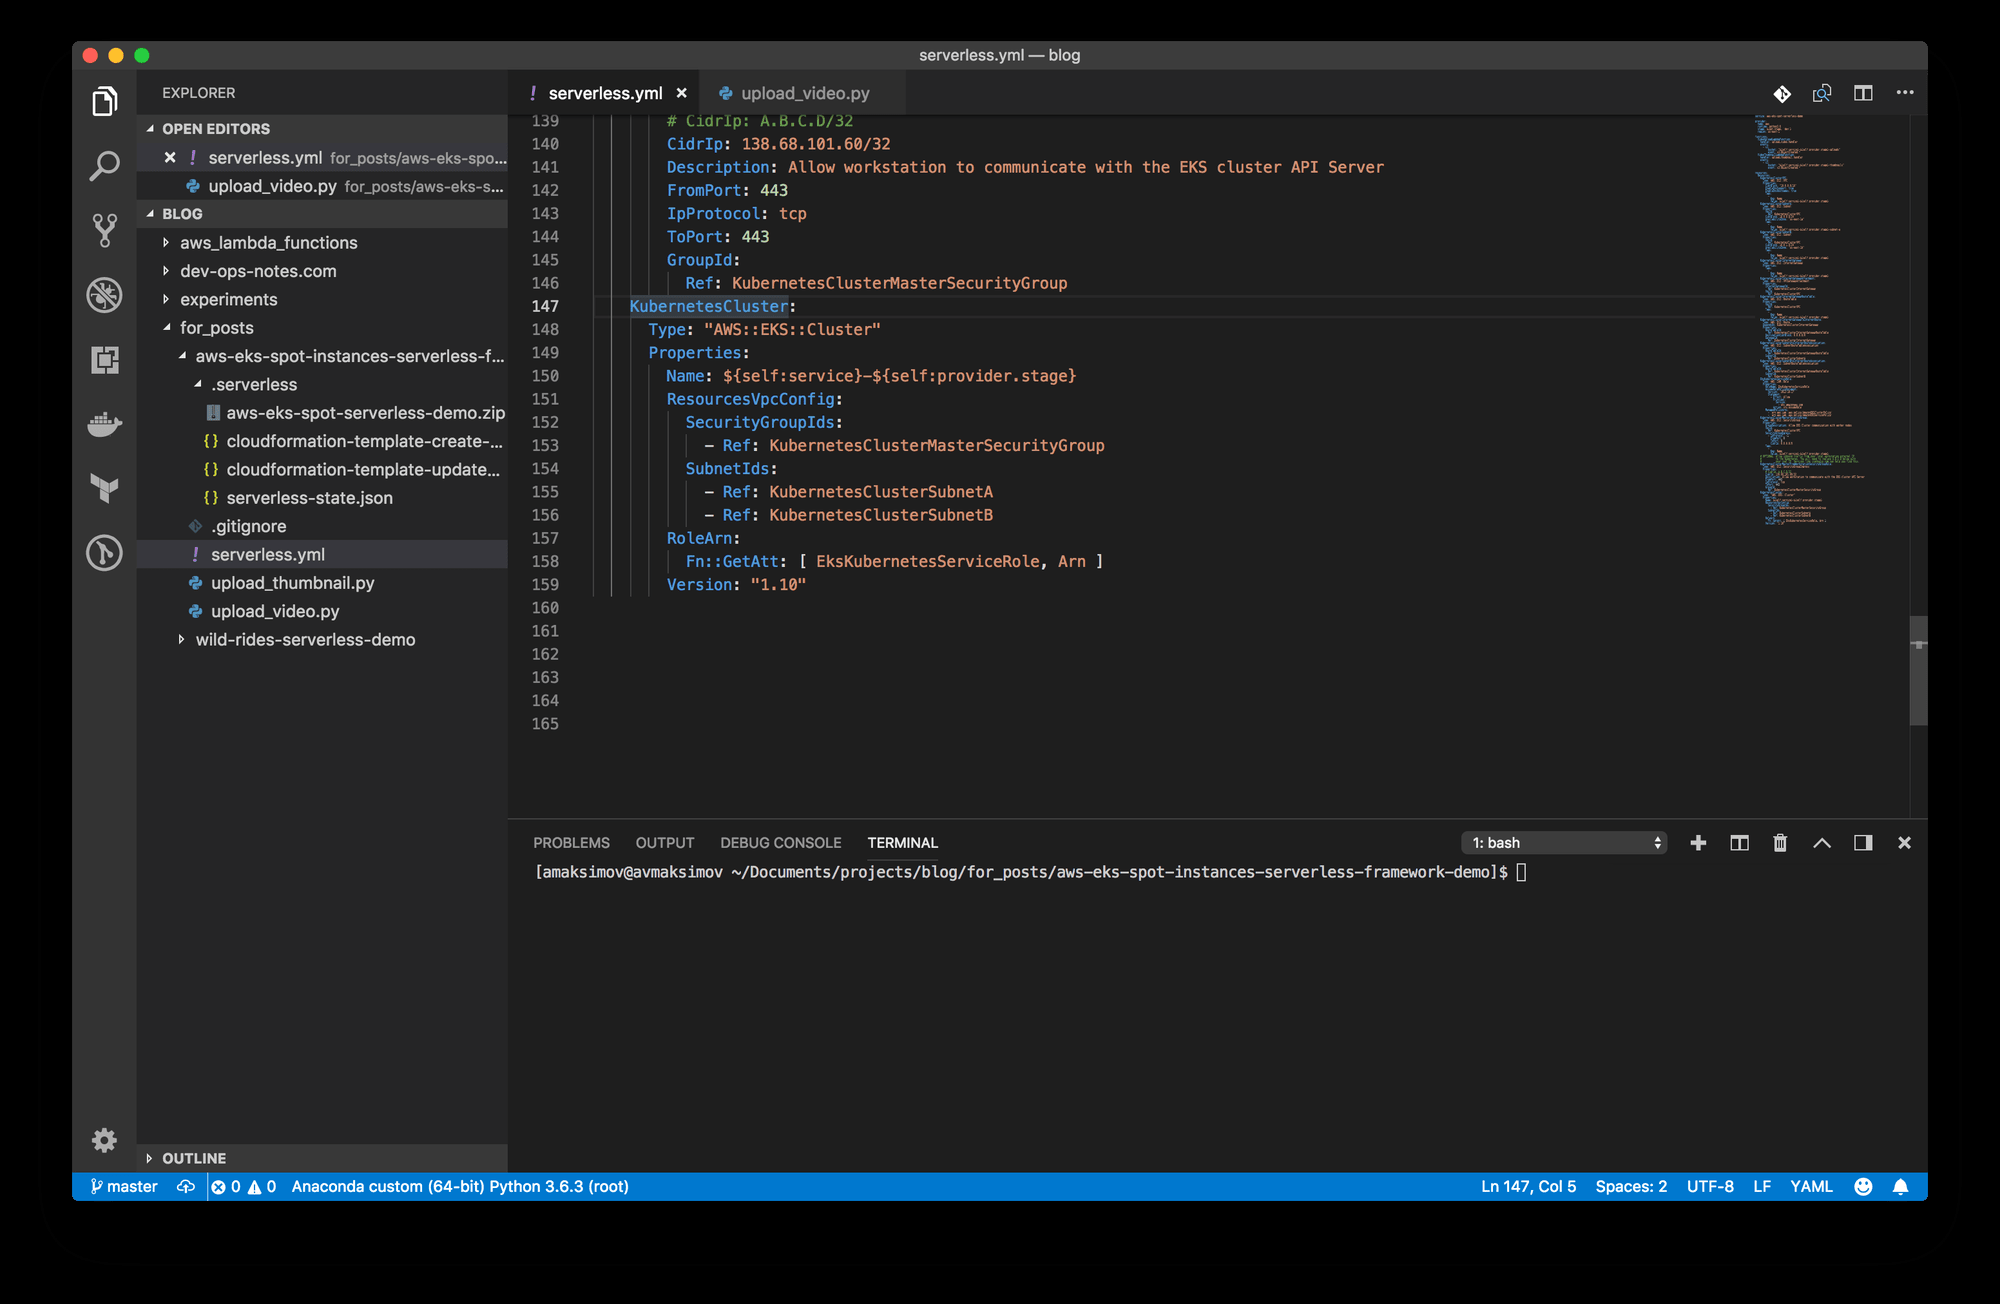 serverless.yml — blog
EXPLORER
OPEN EDITORS
serverless.yml for_posts/aws-eks-spo...
upload_video.py for_posts/aws-eks-s...
BLOG
aws_lambda_functions
dev-ops-notes.com
experiments
for_posts
aws-eks-spot-instances-serverless-f...
.serverless
aws-eks-spot-serverless-demo.zip
{} cloudformation-template-create-...
{} cloudformation-template-update...
{} serverless-state.json
.gitignore
! serverless.yml
upload_thumbnail.py
upload_video.py
wild-rides-serverless-demo
OUTLINE
! serverless.yml
upload_video.py
139 # CidrIp: A.B.C.D/32
140 CidrIp: 138.68.101.60/32
141 Description: Allow workstation to communicate with the EKS cluster API Server
142 FromPort: 443
143 IpProtocol: tcp
144 ToPort: 443
145 GroupId:
146 Ref: KubernetesClusterMasterSecurityGroup
147 KubernetesCluster:
148 Type: "AWS::EKS::Cluster"
149 Properties:
150 Name: ${self:service}-${self:provider.stage}
151 ResourcesVpcConfig:
152 SecurityGroupIds:
153 - Ref: KubernetesClusterMasterSecurityGroup
154 SubnetIds:
155 - Ref: KubernetesClusterSubnetA
156 - Ref: KubernetesClusterSubnetB
157 RoleArn:
158 Fn::GetAtt: [ EksKubernetesServiceRole, Arn ]
159 Version: "1.10"
160
161
162
163
164
165
PROBLEMS OUTPUT DEBUG CONSOLE TERMINAL 1: bash
[amaksimov@avmaksimov ~/Documents/projects/blog/for_posts/aws-eks-spot-instances-serverless-framework-demo]$
master 0 0 Anaconda custom (64-bit) Python 3.6.3 (root) Ln 147, Col 5 Spaces: 2 UTF-8 LF YAML